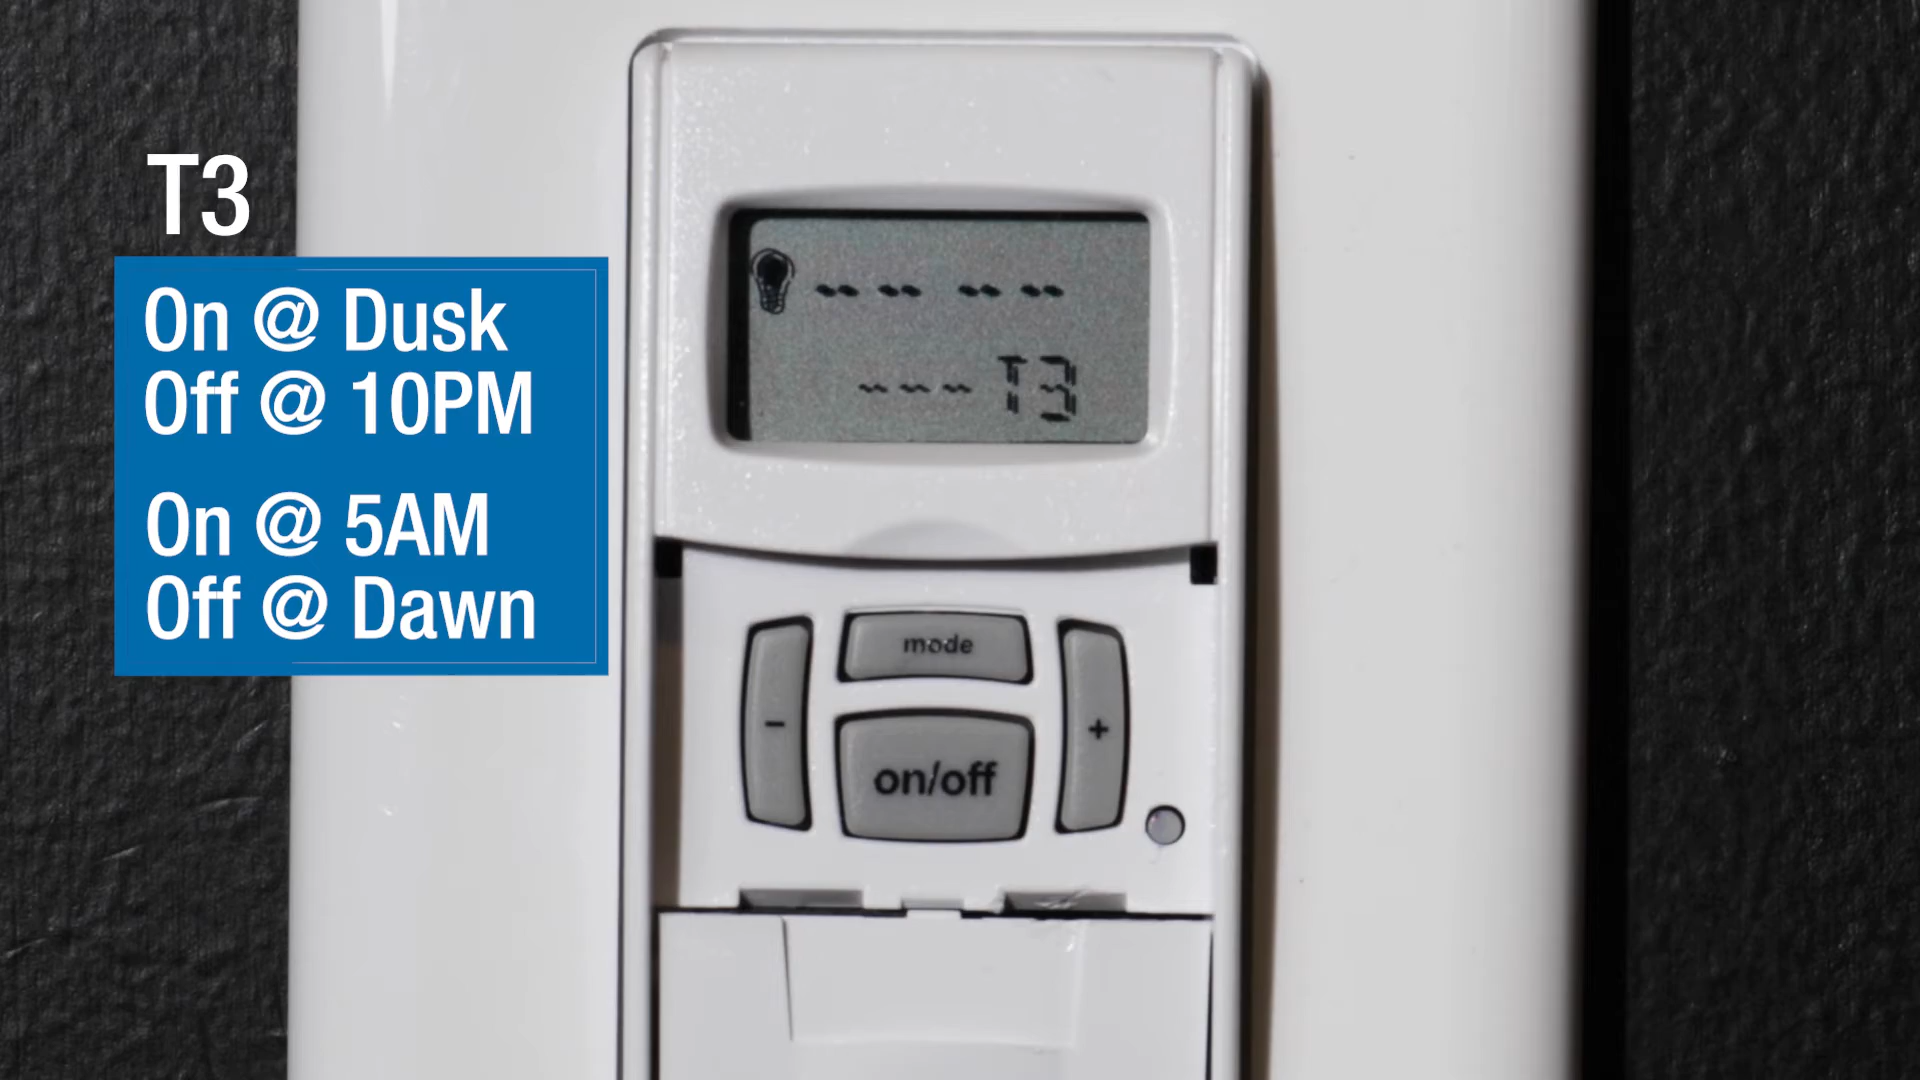 T3
On @ Dusk
Off @ 10PM
On @ 5AM
Off @ Dawn
-- -- -- --
--- T3
mode
-
+
on/off